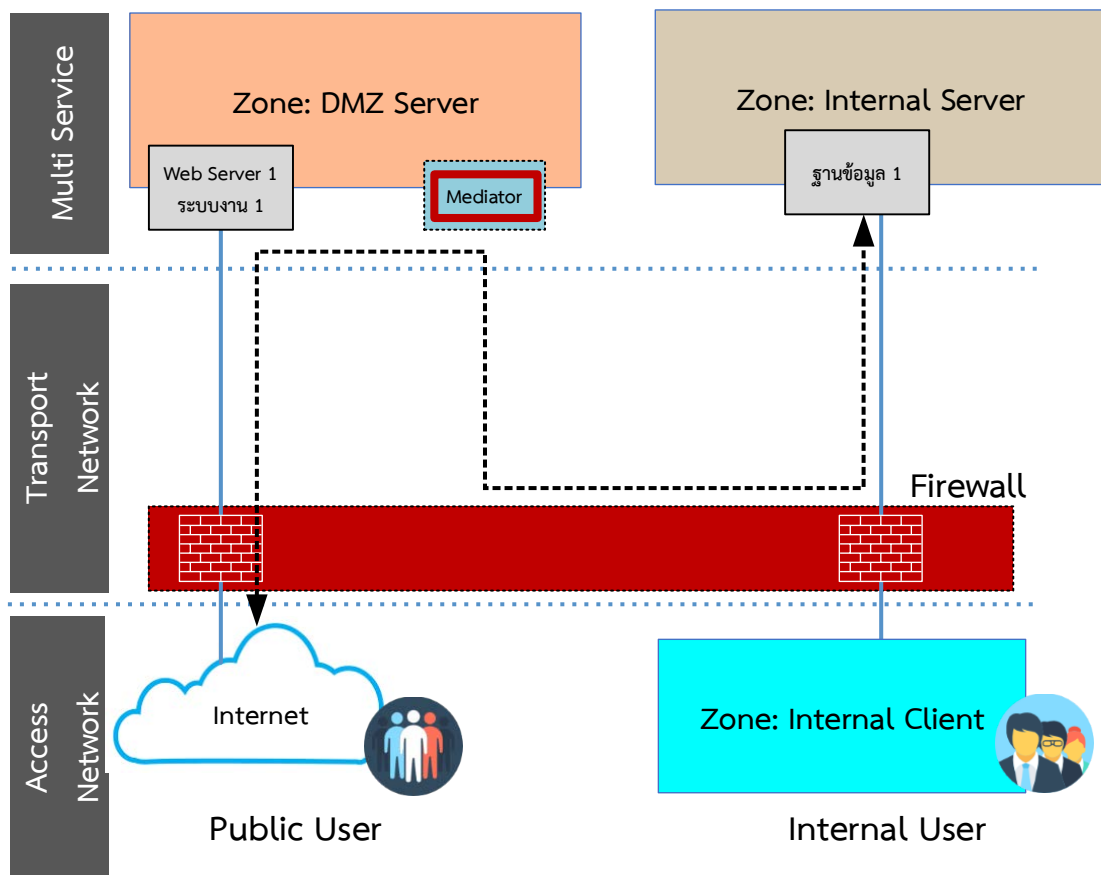 Multi Service
Zone: DMZ Server
Zone: Internal Server
Web Server 1
ระบบงาน 1
Mediator
ฐานข้อมูล 1
Transport
Network
Firewall
Access
Network
Internet
Zone: Internal Client
Public User
Internal User